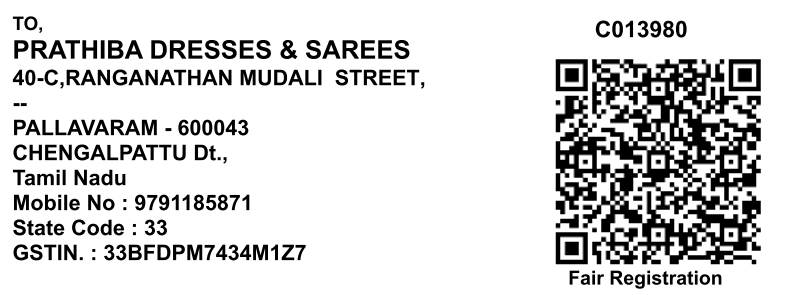 TO,
PRATHIBA DRESSES & SAREES
40-C,RANGANATHAN MUDALI  STREET,
--
PALLAVARAM - 600043
CHENGALPATTU Dt.,
Tamil Nadu
Mobile No : 9791185871
State Code : 33
GSTIN. : 33BFDPM7434M1Z7
C013980
Fair Registration